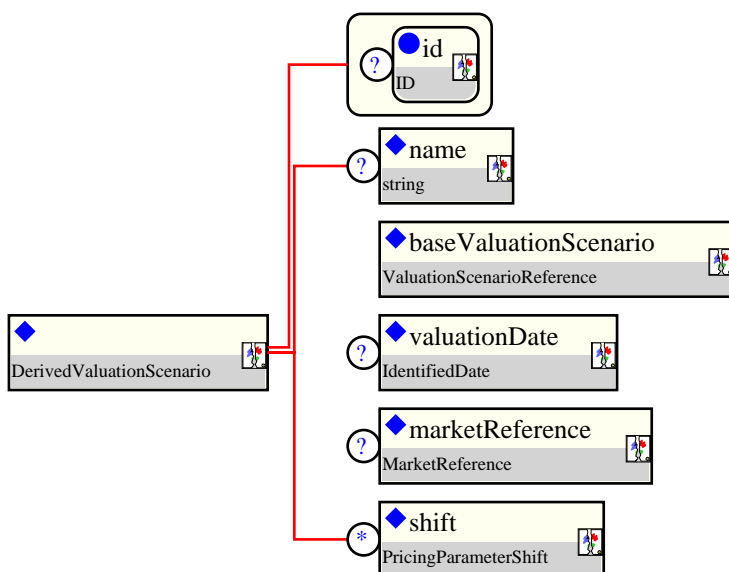 ?
id
ID
?
name
string
baseValuationScenario
ValuationScenarioReference
DerivedValuationScenario
?
valuationDate
IdentifiedDate
?
marketReference
MarketReference
*
shift
PricingParameterShift